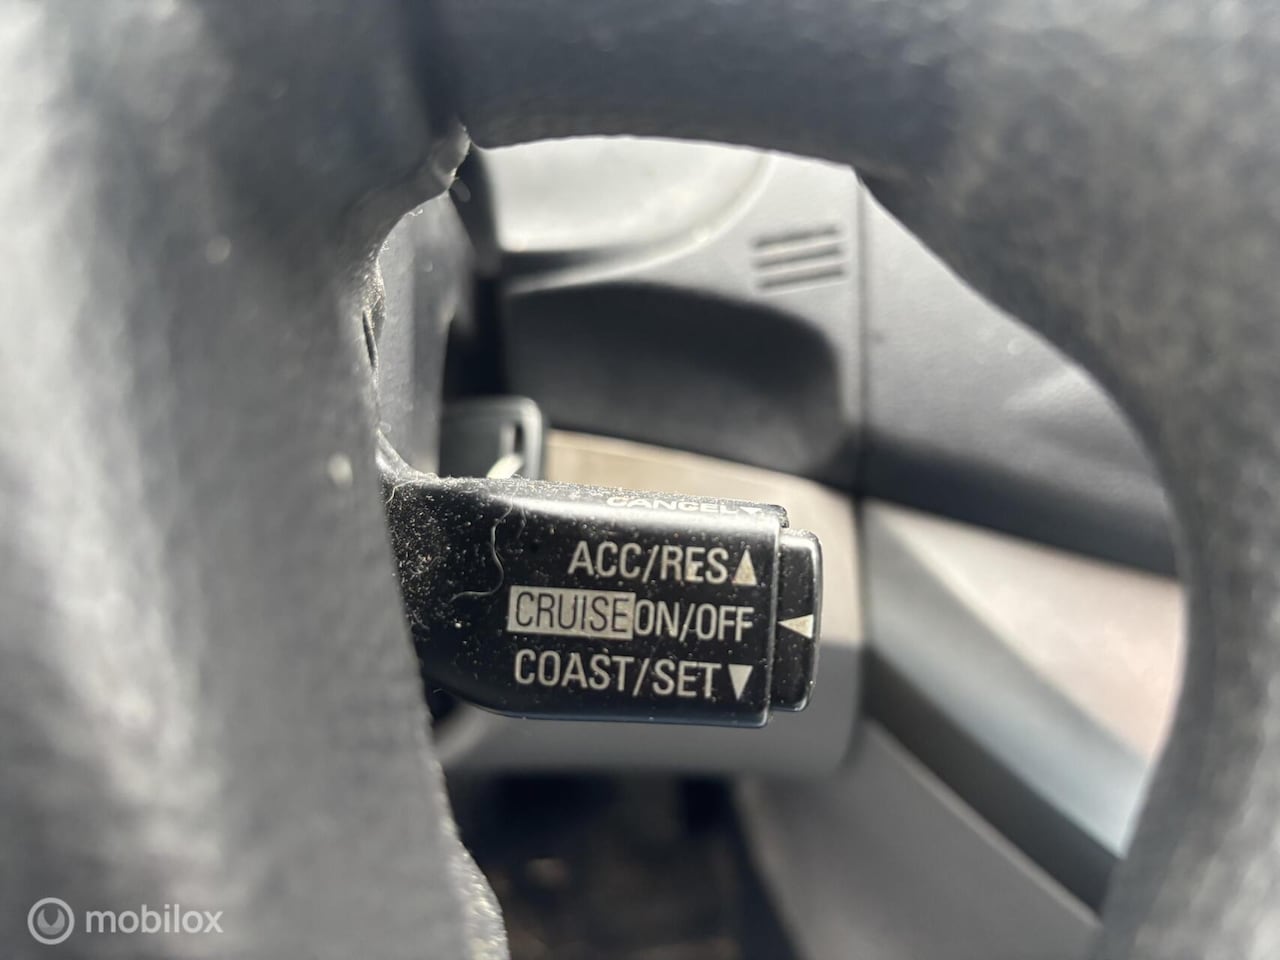 CANCEL▼
ACC/RES▲
CRUISE ON/OFF ◀
COAST/SET▼
mobilox